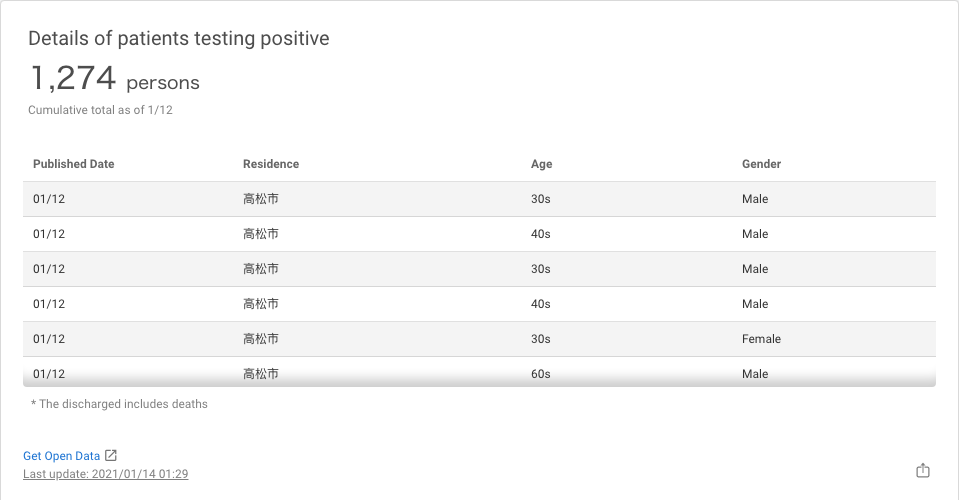 Details of patients testing positive
1,274 persons
Cumulative total as of 1/12
Published Date Residence Age Gender
01/12 高松市 30s Male
01/12 高松市 40s Male
01/12 高松市 30s Male
01/12 高松市 40s Male
01/12 高松市 30s Female
01/12 高松市 60s Male
* The discharged includes deaths
Get Open Data
Last update: 2021/01/14 01:29